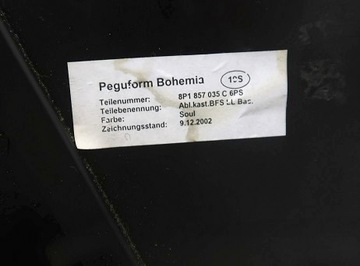 Peguform Bohemia
Teilenummer: 8P1 857 035 C 6PS
Teilebenennung: Abl.kast.BFS LL Bas.
Farbe: Soul
Zeichnungsstand: 9.12.2002